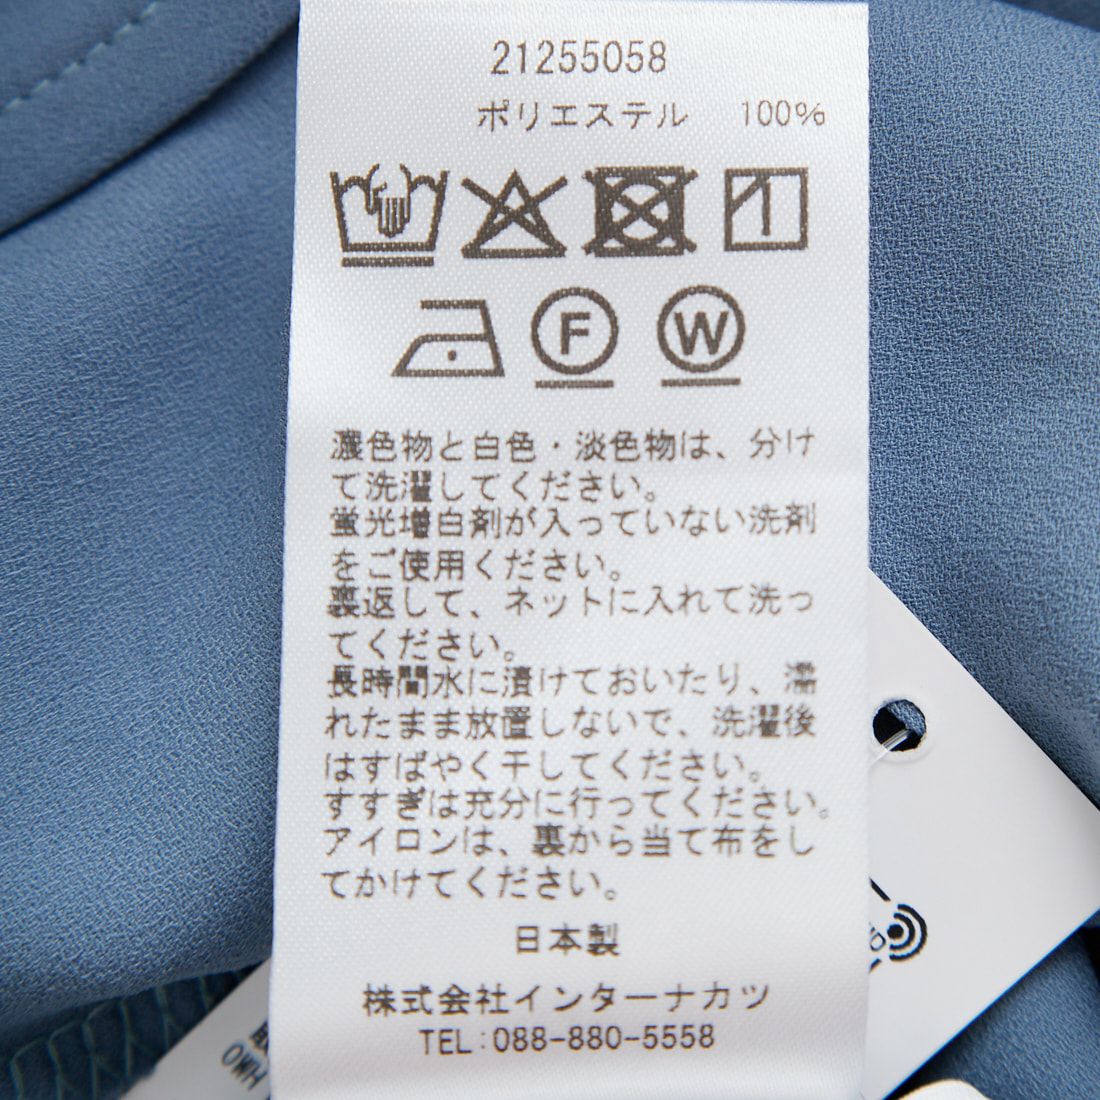 21255058
ポリエステル 100%
F W
濃色物と白色・淡色物は、分け
て洗濯してください。
蛍光増白剤が入っていない洗剤
をご使用ください。
裏返して、ネットに入れて洗っ
てください。
長時間水に漬けておいたり、濡
れたまま放置しないで、洗濯後
はすばやく干してください。
すすぎは充分に行ってください。
アイロンは、裏から当て布をし
てかけてください。
日本製
株式会社インターナカツ
TEL:088-880-5558